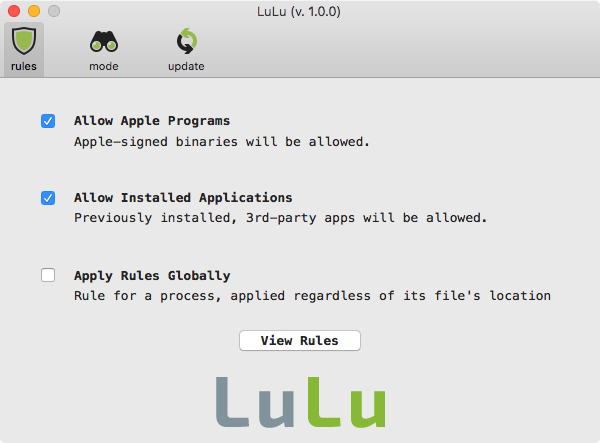 LuLu (v. 1.0.0)
rules
mode
update
Allow Apple Programs
Apple-signed binaries will be allowed.
Allow Installed Applications
Previously installed, 3rd-party apps will be allowed.
Apply Rules Globally
Rule for a process, applied regardless of its file's location
View Rules
LuLu